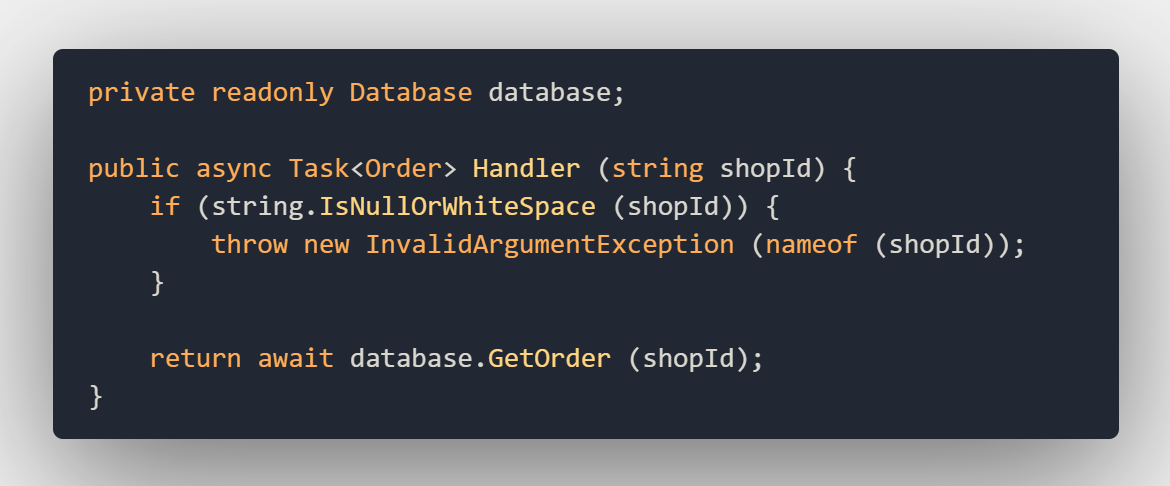 private readonly Database database;
public async Task<Order> Handler (string shopId) {
if (string.IsNullOrWhiteSpace (shopId)) {
throw new InvalidArgumentException (nameof (shopId));
}
return await database.GetOrder (shopId);
}